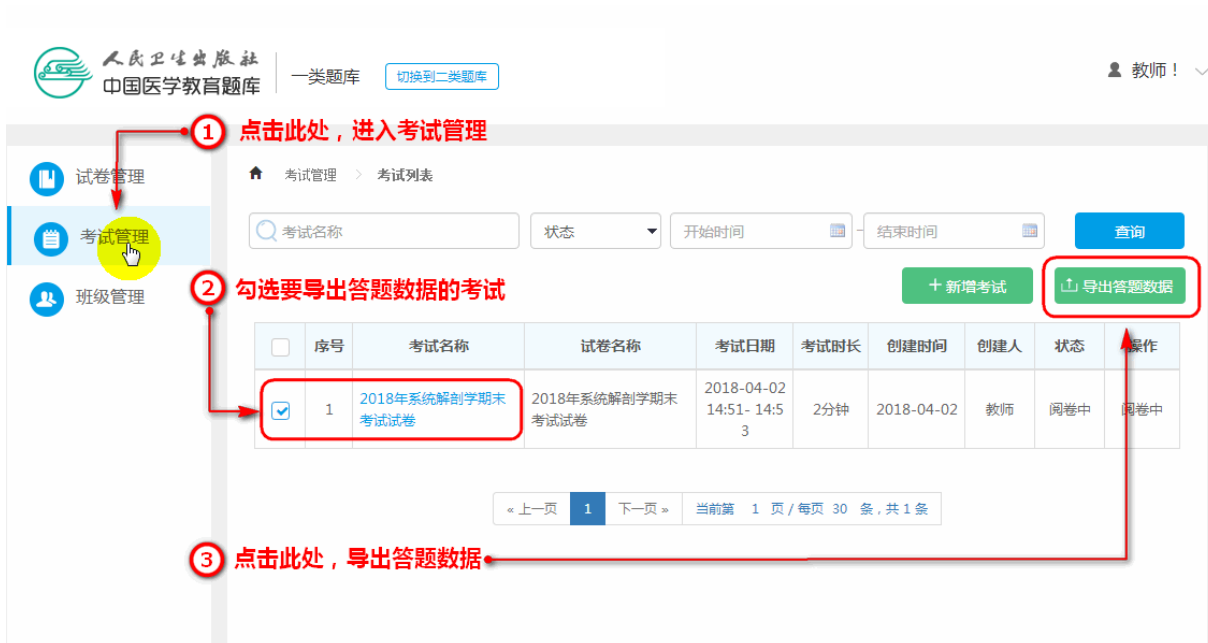 人民卫生出版社
中国医学教育题库
一类题库
切换到二类题库
教师！
1 点击此处，进入考试管理
试卷管理
考试管理
班级管理
考试管理 > 考试列表
考试名称
状态
开始时间
-
结束时间
查询
2 勾选要导出答题数据的考试
+新增考试
导出答题数据
序号 考试名称 试卷名称 考试日期 考试时长 创建时间 创建人 状态 操作
1
2018年系统解剖学期末
考试试卷
2018年系统解剖学期末
考试试卷
2018-04-02
14:51- 14:5
3
2分钟
2018-04-02
教师
阅卷中
阅卷中
« 上一页 1 下一页 » 当前第 1 页 / 每页 30 条，共 1 条
3 点击此处，导出答题数据